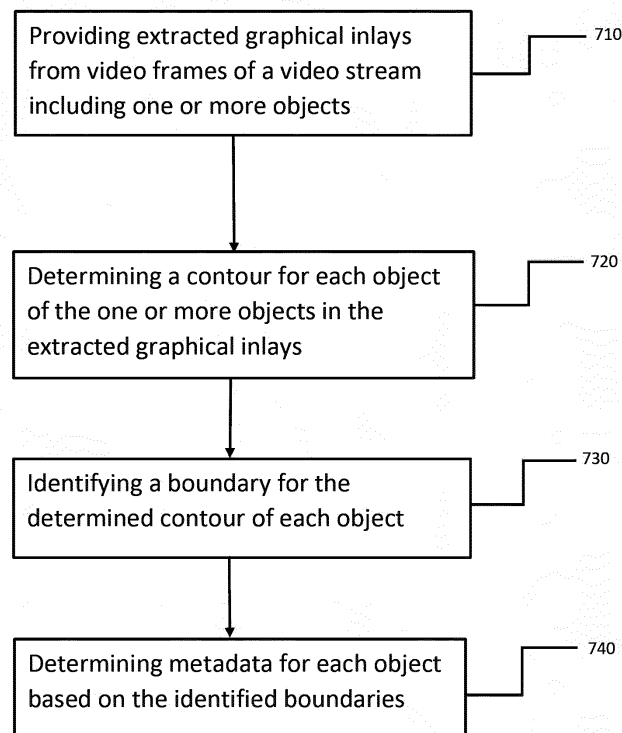 Providing extracted graphical inlays
from video frames of a video stream
including one or more objects
710
Determining a contour for each object
of the one or more objects in the
extracted graphical inlays
720
Identifying a boundary for the
determined contour of each object
730
Determining metadata for each object
based on the identified boundaries
740